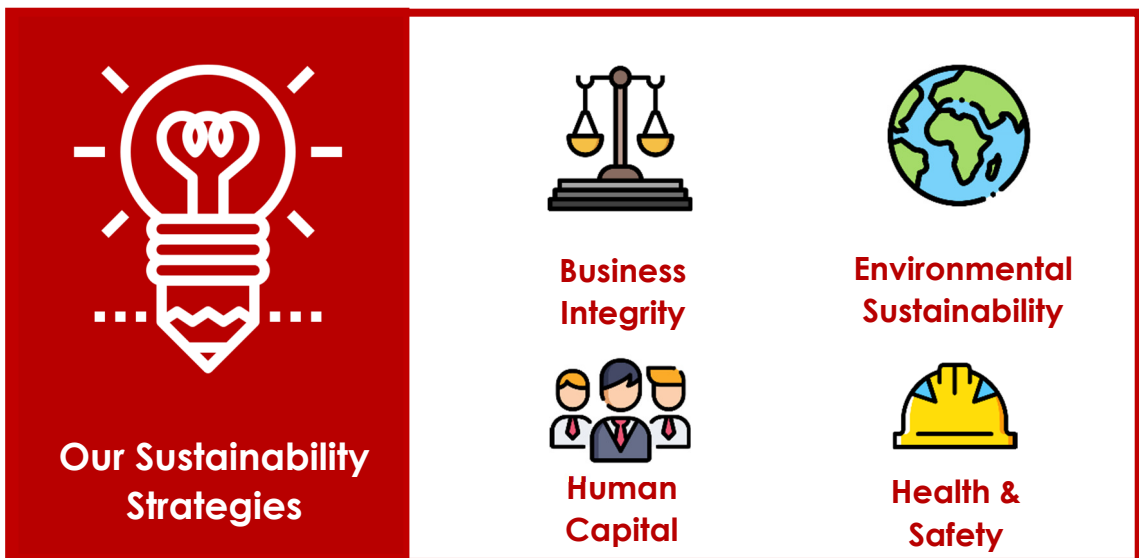 Our Sustainability
Strategies
Business
Integrity
Environmental
Sustainability
Human
Capital
Health &
Safety